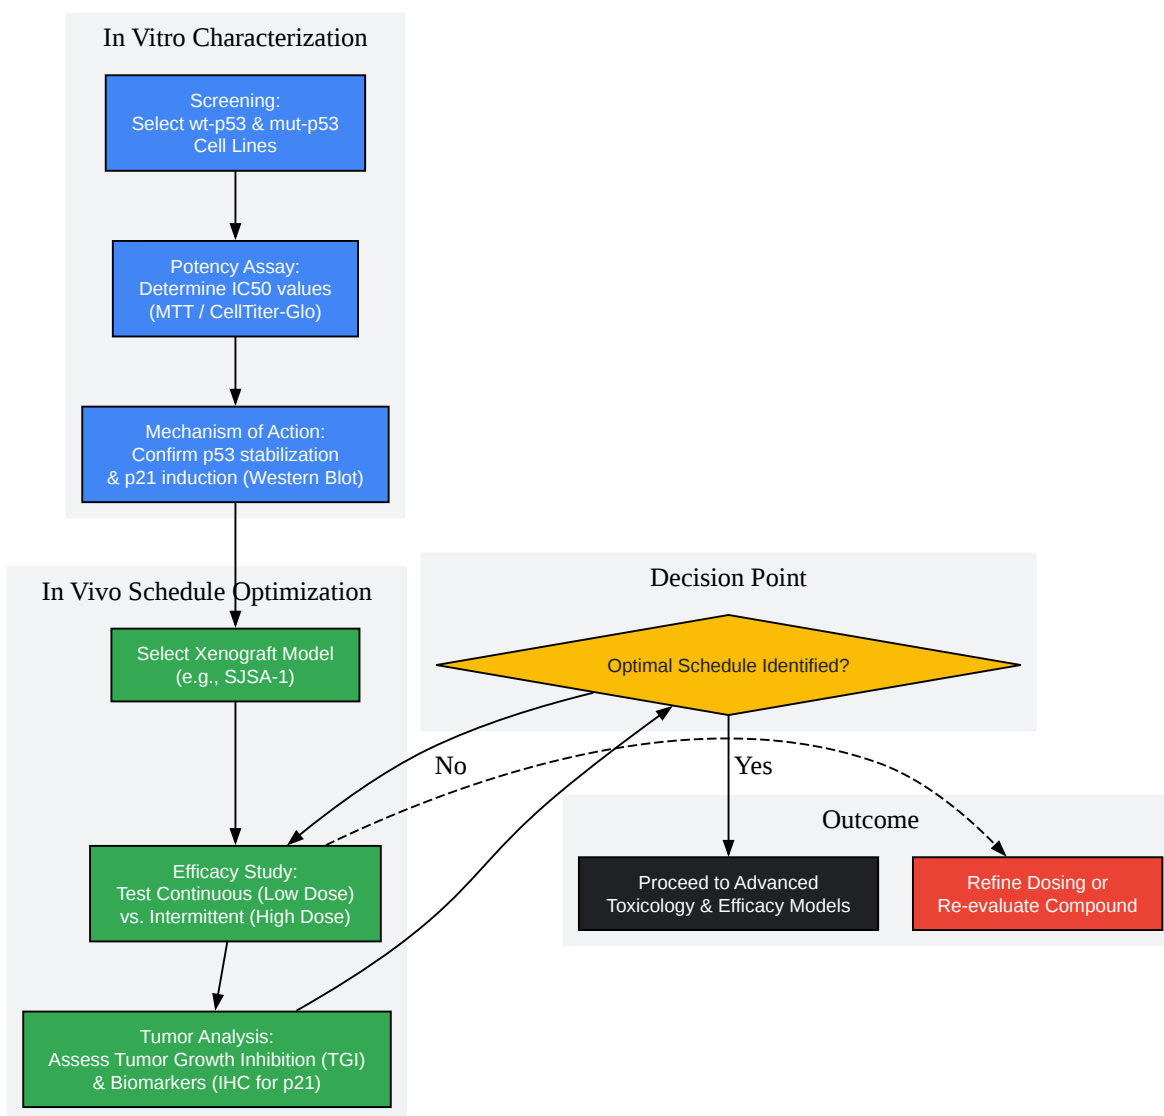 In Vitro Characterization
Screening:
Select wt-p53 & mut-p53
Cell Lines
Potency Assay:
Determine IC50 values
(MTT / CellTiter-Glo)
Mechanism of Action:
Confirm p53 stabilization
& p21 induction (Western Blot)
In Vivo Schedule Optimization
Select Xenograft Model
(e.g., SJSA-1)
Efficacy Study:
Test Continuous (Low Dose)
vs. Intermittent (High Dose)
Tumor Analysis:
Assess Tumor Growth Inhibition (TGI)
& Biomarkers (IHC for p21)
Decision Point
Optimal Schedule Identified?
No
Yes
Outcome
Proceed to Advanced
Toxicology & Efficacy Models
Refine Dosing or
Re-evaluate Compound